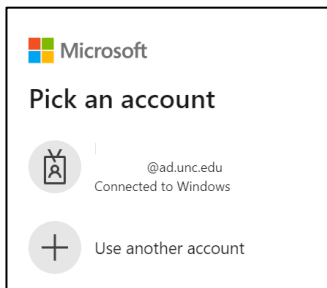 Microsoft
Pick an account
@ad.unc.edu
Connected to Windows
Use another account